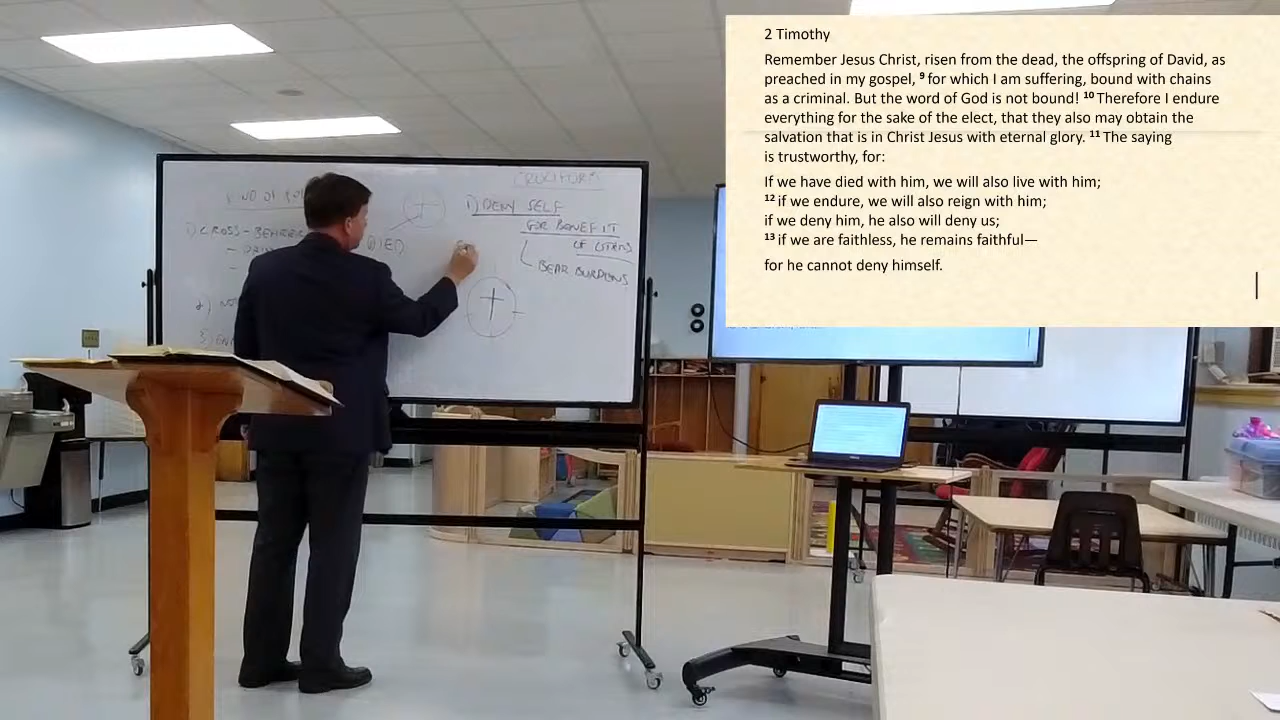 2 Timothy
Remember Jesus Christ, risen from the dead, the offspring of David, as
preached in my gospel, ⁹ for which I am suffering, bound with chains
as a criminal. But the word of God is not bound! ¹⁰ Therefore I endure
everything for the sake of the elect, that they also may obtain the
salvation that is in Christ Jesus with eternal glory. ¹¹ The saying
is trustworthy, for:
If we have died with him, we will also live with him;
¹² if we endure, we will also reign with him;
if we deny him, he also will deny us;
¹³ if we are faithless, he remains faithful—
for he cannot deny himself.
CRUCIFORM
1) DENY SELF
FOR BENEFIT
OF OTHERS
BEAR BURDENS
1) CROSS-BEARER